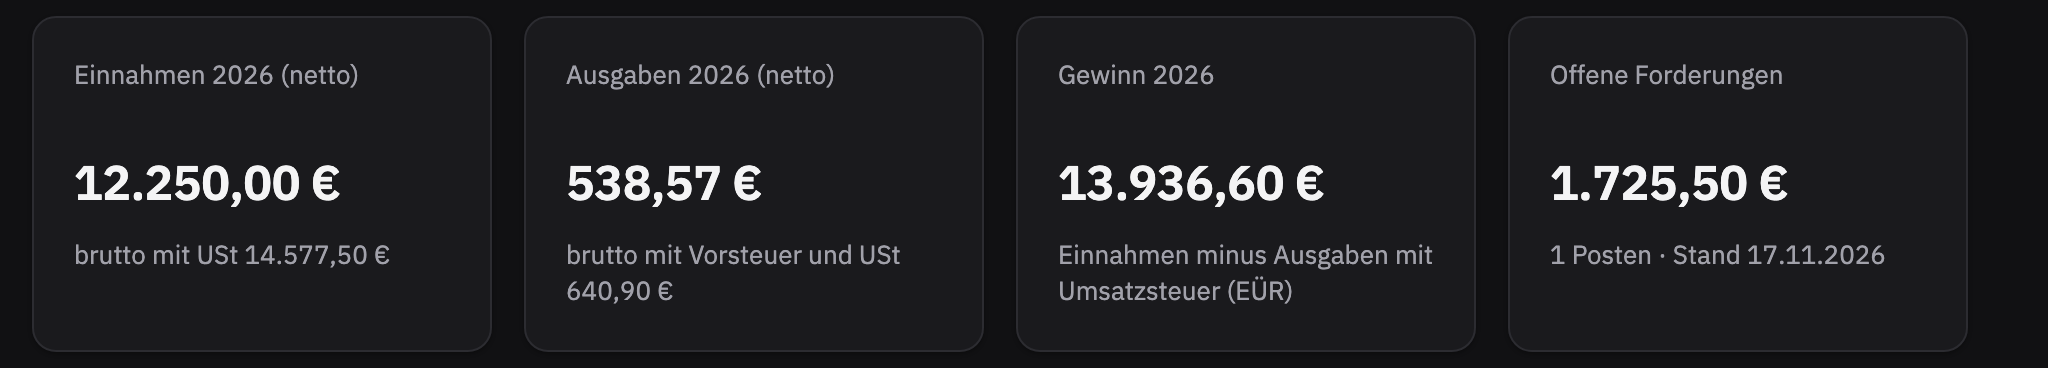 Einnahmen 2026 (netto)
12.250,00 €
brutto mit USt 14.577,50 €
Ausgaben 2026 (netto)
538,57 €
brutto mit Vorsteuer und USt
640,90 €
Gewinn 2026
13.936,60 €
Einnahmen minus Ausgaben mit
Umsatzsteuer (EÜR)
Offene Forderungen
1.725,50 €
1 Posten · Stand 17.11.2026